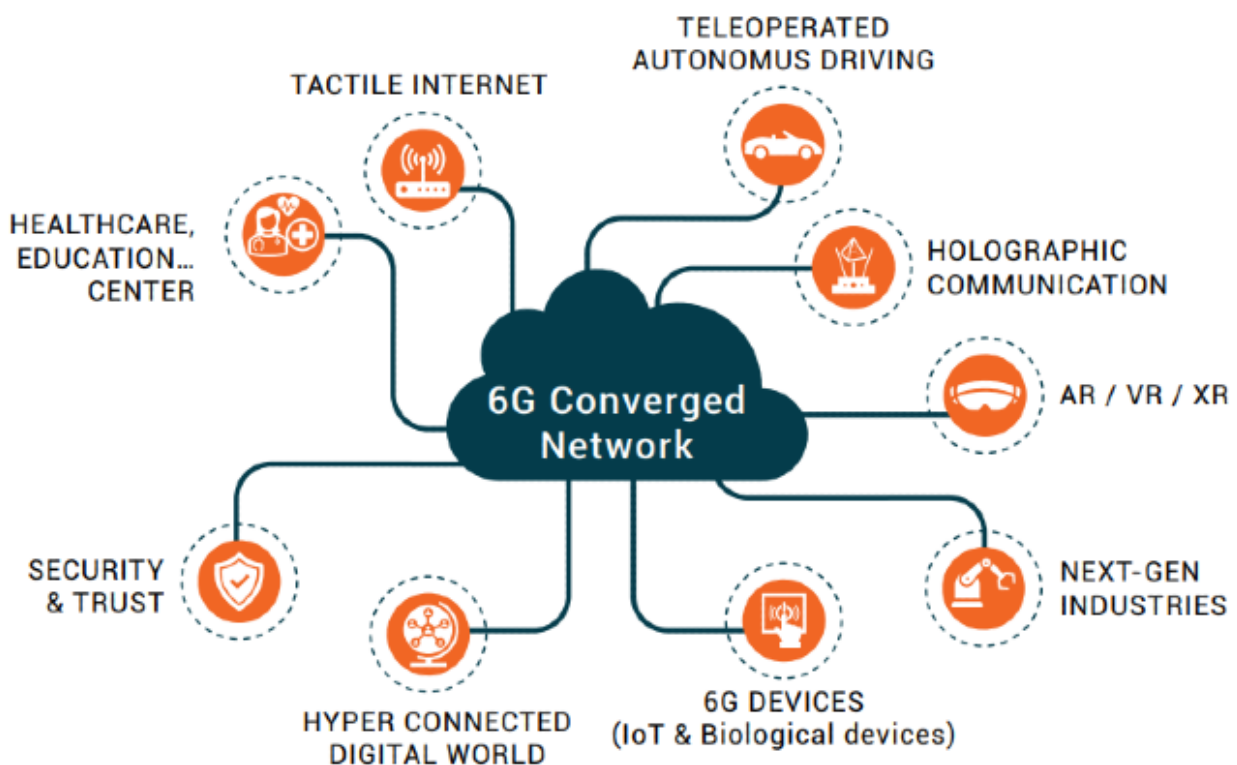 TELEOPERATED
AUTONOMUS DRIVING
TACTILE INTERNET
HEALTHCARE,
EDUCATION...
CENTER
HOLOGRAPHIC
COMMUNICATION
AR / VR / XR
6G Converged
Network
SECURITY
& TRUST
NEXT-GEN
INDUSTRIES
HYPER CONNECTED
DIGITAL WORLD
6G DEVICES
(IoT & Biological devices)